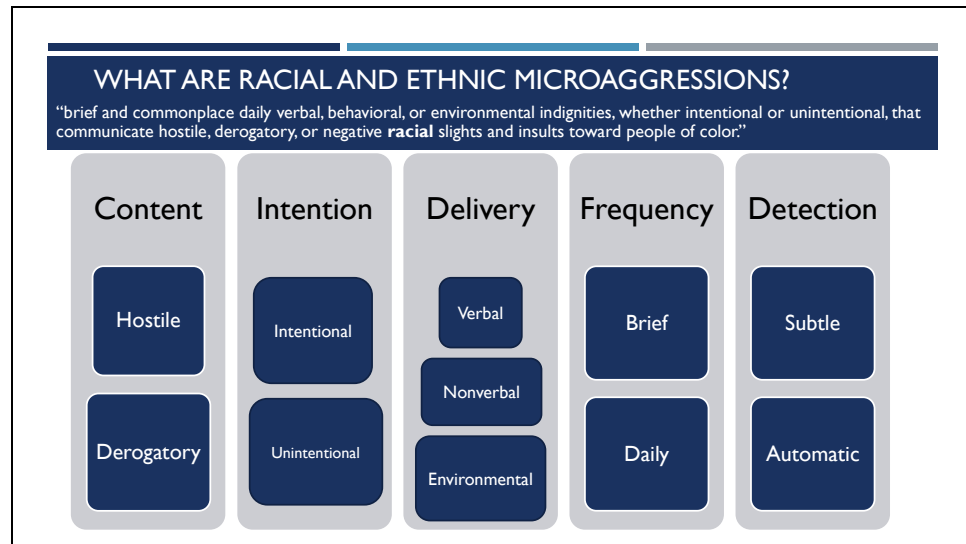 WHAT ARE RACIAL AND ETHNIC MICROAGGRESSIONS?
“brief and commonplace daily verbal, behavioral, or environmental indignities, whether intentional or unintentional, that
communicate hostile, derogatory, or negative racial slights and insults toward people of color.”
Content
Hostile
Derogatory
Intention
Intentional
Unintentional
Delivery
Verbal
Nonverbal
Environmental
Frequency
Brief
Daily
Detection
Subtle
Automatic